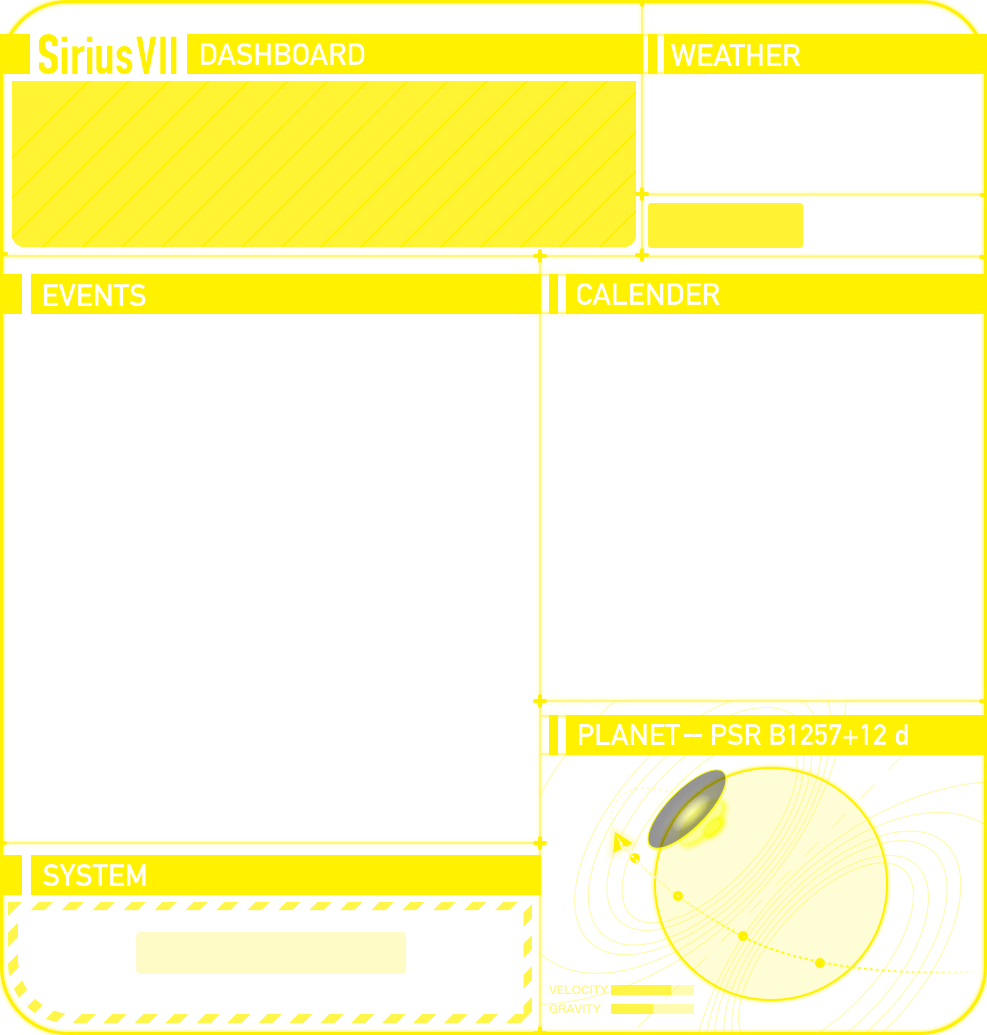 SiriusVII DASHBOARD
WEATHER
EVENTS
CALENDER
PLANET— PSR B1257+12 d
SYSTEM
VELOCITY
GRAVITY